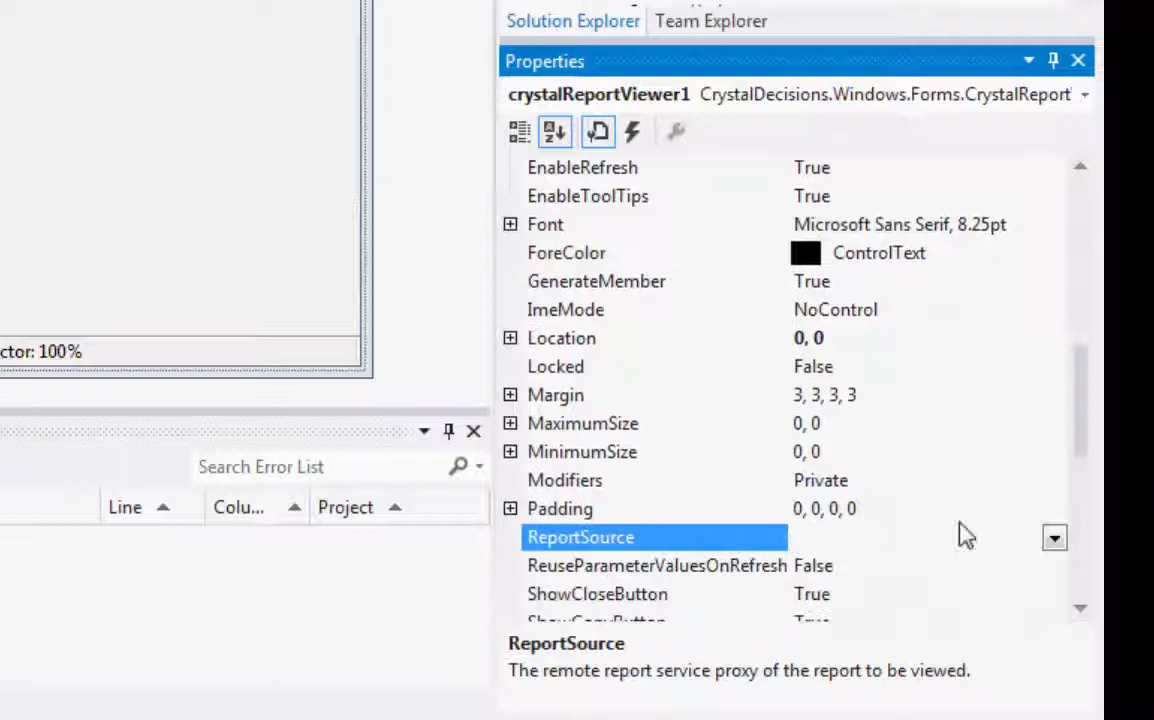 Solution Explorer Team Explorer
Properties
crystalReportViewer1 CrystalDecisions.Windows.Forms.CrystalReport
EnableRefresh True
EnableToolTips True
Font Microsoft Sans Serif, 8.25pt
ForeColor ControlText
GenerateMember True
ImeMode NoControl
Location 0, 0
ctor: 100%
Locked False
Margin 3, 3, 3, 3
MaximumSize 0, 0
MinimumSize 0, 0
Search Error List
Modifiers Private
Line Colu... Project
Padding 0, 0, 0, 0
ReportSource
ReuseParameterValuesOnRefresh False
ShowCloseButton True
ShowCopyButton True
ReportSource
The remote report service proxy of the report to be viewed.